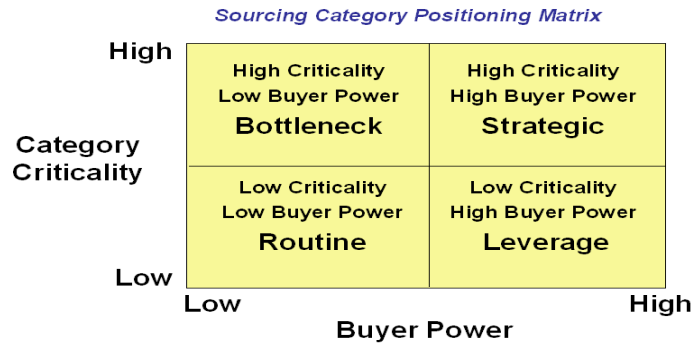 Sourcing Category Positioning Matrix
High
High Criticality
Low Buyer Power
Bottleneck
High Criticality
High Buyer Power
Strategic
Category
Criticality
Low Criticality
Low Buyer Power
Routine
Low Criticality
High Buyer Power
Leverage
Low
Low
High
Buyer Power